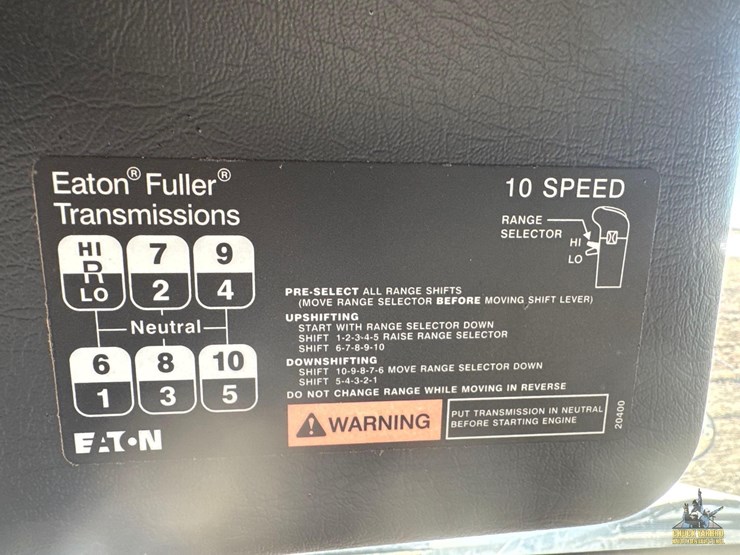 Eaton® Fuller®
Transmissions
10 SPEED
RANGE
SELECTOR
HI
LO
HI 7 9
R
LO 2 4
Neutral
6 8 10
1 3 5
PRE-SELECT ALL RANGE SHIFTS
(MOVE RANGE SELECTOR BEFORE MOVING SHIFT LEVER)
UPSHIFTING
START WITH RANGE SELECTOR DOWN
SHIFT 1-2-3-4-5 RAISE RANGE SELECTOR
SHIFT 6-7-8-9-10
DOWNSHIFTING
SHIFT 10-9-8-7-6 MOVE RANGE SELECTOR DOWN
SHIFT 5-4-3-2-1
DO NOT CHANGE RANGE WHILE MOVING IN REVERSE
WARNING
PUT TRANSMISSION IN NEUTRAL
BEFORE STARTING ENGINE
20400
EATON